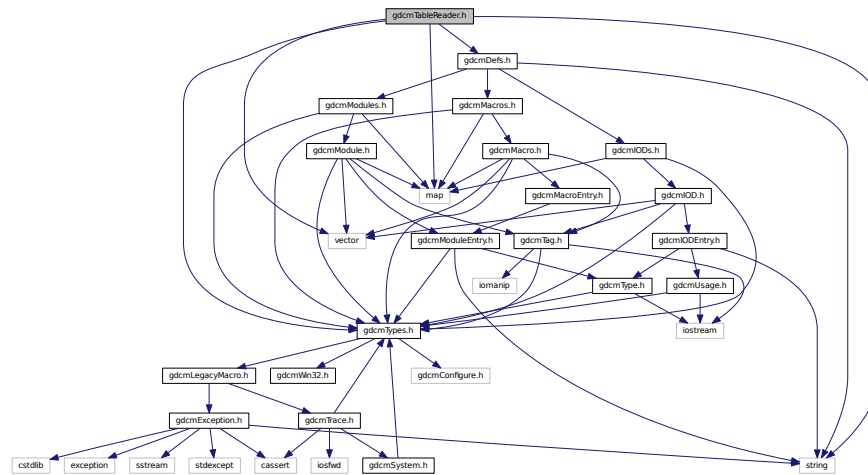 gdcmTableReader.h
gdcmDefs.h
gdcmModules.h
gdcmMacros.h
gdcmModule.h
gdcmMacro.h
gdcmIODs.h
map
gdcmMacroEntry.h
gdcmIOD.h
vector
gdcmModuleEntry.h
gdcmTag.h
gdcmIODEntry.h
iomanip
gdcmType.h
gdcmUsage.h
gdcmTypes.h
iostream
gdcmLegacyMacro.h
gdcmWin32.h
gdcmConfigure.h
gdcmException.h
gdcmTrace.h
cstdlib
exception
sstream
stdexcept
cassert
iosfwd
gdcmSystem.h
string